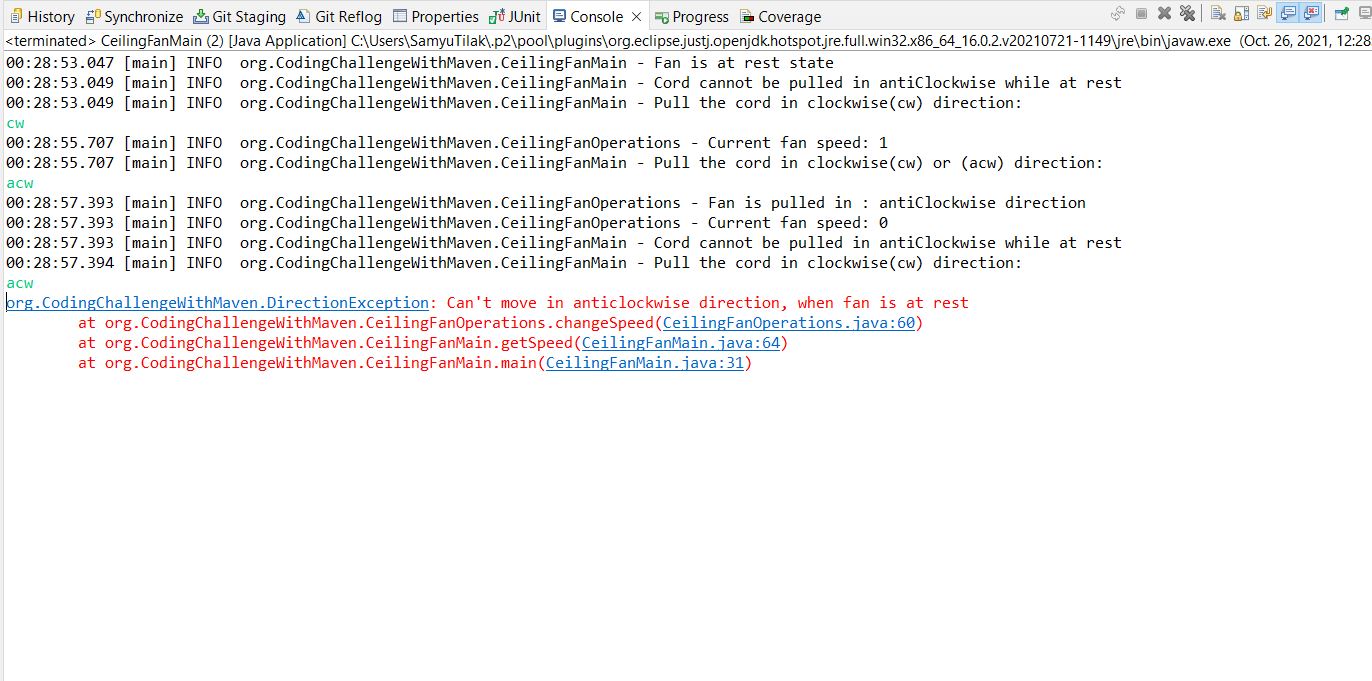 History Synchronize Git Staging Git Reflog Properties JUnit Console Progress Coverage
<terminated> CeilingFanMain (2) [Java Application] C:\Users\SamyuTilak\.p2\pool\plugins\org.eclipse.justj.openjdk.hotspot.jre.full.win32.x86_64_16.0.2.v20210721-1149\jre\bin\javaw.exe (Oct. 26, 2021, 12:28
00:28:53.047 [main] INFO  org.CodingChallengeWithMaven.CeilingFanMain - Fan is at rest state
00:28:53.049 [main] INFO  org.CodingChallengeWithMaven.CeilingFanMain - Cord cannot be pulled in antiClockwise while at rest
00:28:53.049 [main] INFO  org.CodingChallengeWithMaven.CeilingFanMain - Pull the cord in clockwise(cw) direction:
cw
00:28:55.707 [main] INFO  org.CodingChallengeWithMaven.CeilingFanOperations - Current fan speed: 1
00:28:55.707 [main] INFO  org.CodingChallengeWithMaven.CeilingFanMain - Pull the cord in clockwise(cw) or (acw) direction:
acw
00:28:57.393 [main] INFO  org.CodingChallengeWithMaven.CeilingFanOperations - Fan is pulled in : antiClockwise direction
00:28:57.393 [main] INFO  org.CodingChallengeWithMaven.CeilingFanOperations - Current fan speed: 0
00:28:57.393 [main] INFO  org.CodingChallengeWithMaven.CeilingFanMain - Cord cannot be pulled in antiClockwise while at rest
00:28:57.394 [main] INFO  org.CodingChallengeWithMaven.CeilingFanMain - Pull the cord in clockwise(cw) direction:
acw
org.CodingChallengeWithMaven.DirectionException: Can't move in anticlockwise direction, when fan is at rest
        at org.CodingChallengeWithMaven.CeilingFanOperations.changeSpeed(CeilingFanOperations.java:60)
        at org.CodingChallengeWithMaven.CeilingFanMain.getSpeed(CeilingFanMain.java:64)
        at org.CodingChallengeWithMaven.CeilingFanMain.main(CeilingFanMain.java:31)